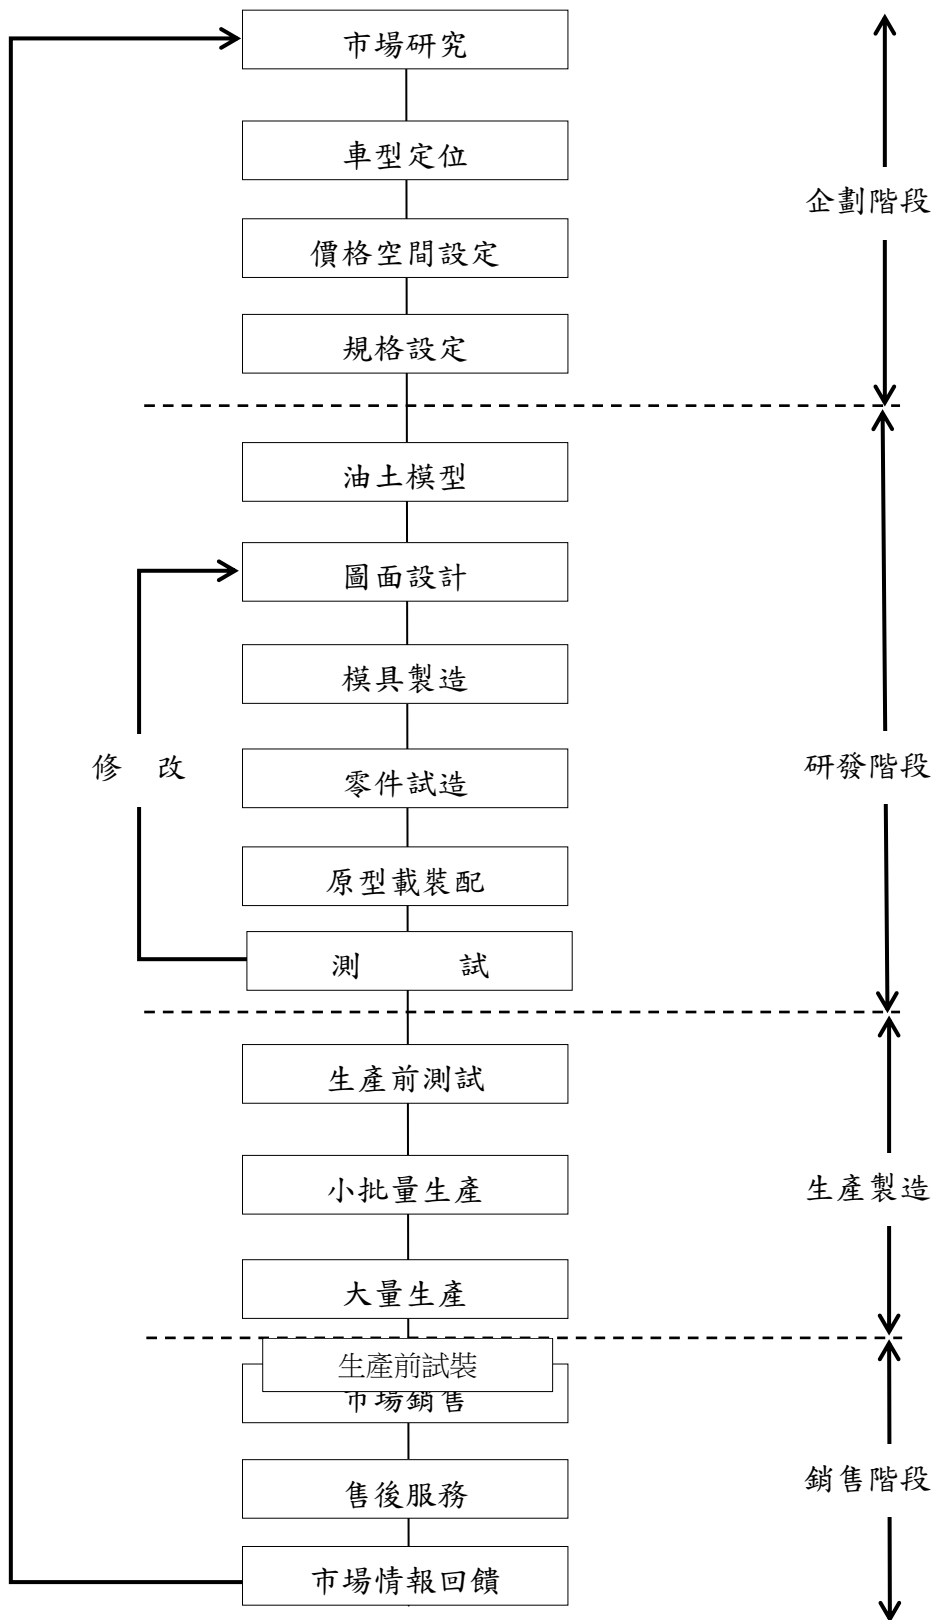 市場研究
車型定位
企劃階段
價格空間設定
規格設定
油土模型
圖面設計
模具製造
修 改
零件試造
研發階段
原型載裝配
測 試
生產前測試
小批量生產
生產製造
大量生產
生產前試裝
市場銷售
售後服務
銷售階段
市場情報回饋